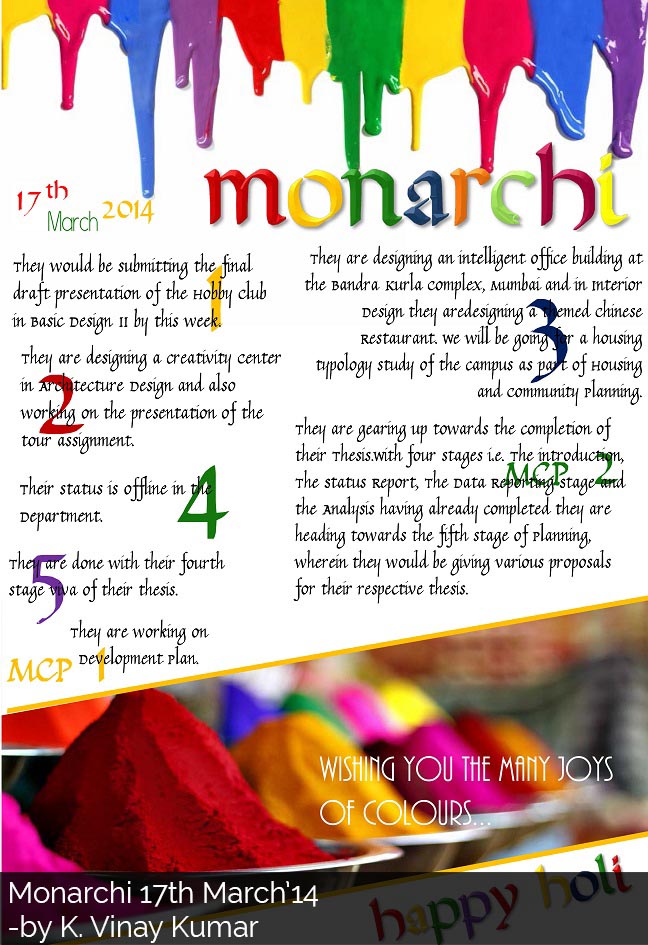 17th March 2014
monarchi
1
They would be submitting the final
draft presentation of the Hobby Club
in Basic Design II by this week.
2
They are designing a creativity center
in Architecture Design and also
working on the presentation of the
tour assignment.
3
They are designing an intelligent office building at
the Bandra Kurla Complex, Mumbai and in Interior
Design they aredesigning a themed chinese
Restaurant. We will be going for a housing
typology study of the campus as part of Housing
and Community Planning.
4
Their status is offline in the
Department.
5
They are done with their fourth
stage viva of their thesis.
MCP 1
They are working on
Development Plan.
MCP 2
They are gearing up towards the completion of
their Thesis.with four stages i.e. The introduction,
The status Report, The Data Reporting stage and
the Analysis having already completed they are
heading towards the fifth stage of Planning,
wherein they would be giving various proposals
for their respective thesis.
WISHING YOU THE MANY JOYS
OF COLOURS...
happy holi
Monarchi 17th March'14
-by K. Vinay Kumar